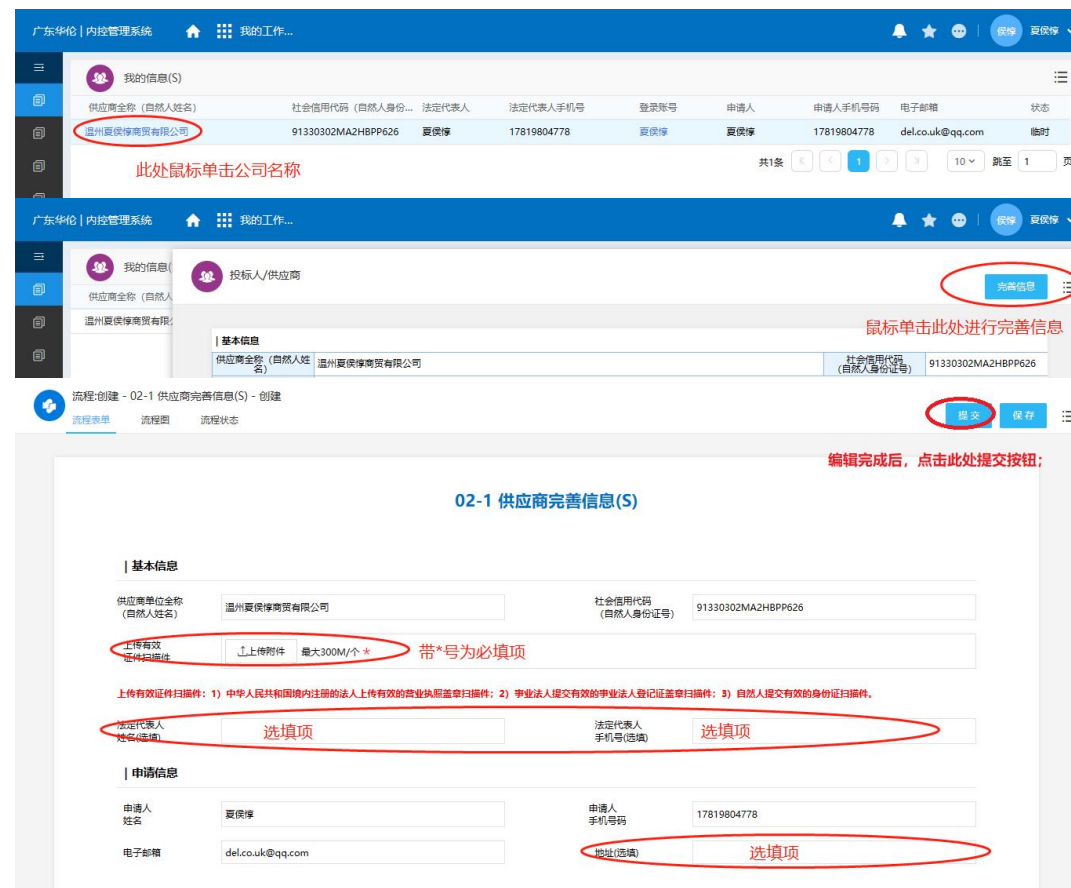 广东华伦 | 内控管理系统 我的工作... 侯惇 夏侯惇
我的信息(S)
供应商全称（自然人姓名） 社会信用代码（自然人身份... 法定代表人 法定代表人手机号 登录账号 申请人 申请人手机号码 电子邮箱 状态
温州夏侯惇商贸有限公司 91330302MA2HBPP626 夏侯惇 17819804778 夏侯惇 夏侯惇 17819804778 del.co.uk@qq.com 临时
此处鼠标单击公司名称
共1条 1 10 跳至 1 页
广东华伦 | 内控管理系统 我的工作... 侯惇 夏侯惇
我的信息(
投标人/供应商
完善信息
供应商全称（自然人
鼠标单击此处进行完善信息
温州夏侯惇商贸有限公
| 基本信息
供应商全称（自然人姓名） 温州夏侯惇商贸有限公司 社会信用代码（自然人身份证号） 91330302MA2HBPP626
流程:创建 - 02-1 供应商完善信息(S) - 创建
流程表单 流程图 流程状态
提 交 保 存
编辑完成后，点击此处提交按钮；
02-1 供应商完善信息(S)
| 基本信息
供应商单位全称
（自然人姓名）
温州夏侯惇商贸有限公司
社会信用代码
（自然人身份证号）
91330302MA2HBPP626
上传有效
证件扫描件
上传附件 最大300M/个 *
带*号为必填项
上传有效证件扫描件：1）中华人民共和国境内注册的法人上传有效的营业执照盖章扫描件；2）事业法人提交有效的事业法人登记证盖章扫描件；3）自然人提交有效的身份证扫描件。
法定代表人
姓名(选填)
选填项
法定代表人
手机号(选填)
选填项
| 申请信息
申请人
姓名
夏侯惇
申请人
手机号码
17819804778
电子邮箱 del.co.uk@qq.com
地址(选填) 选填项